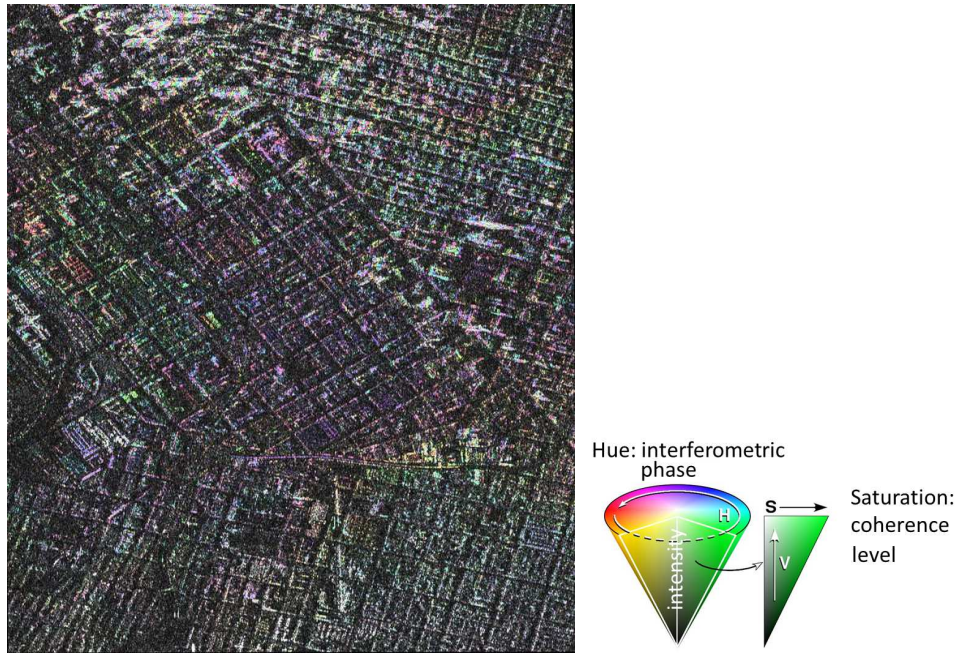 Hue: interferometric
phase
H
intensity
S
V
Saturation:
coherence
level